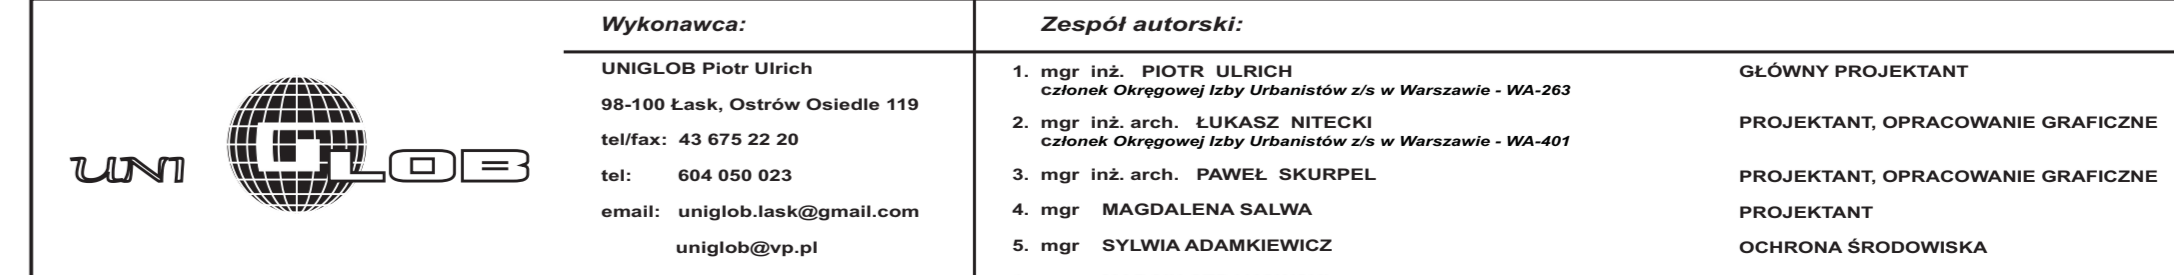 UNI GLOB
Wykonawca:
UNIGLOB Piotr Ulrich
98-100 Łask, Ostrów Osiedle 119
tel/fax: 43 675 22 20
tel: 604 050 023
email: uniglob.lask@gmail.com
uniglob@vp.pl
Zespół autorski:
1. mgr inż. PIOTR ULRICH GŁÓWNY PROJEKTANT
członek Okręgowej Izby Urbanistów z/s w Warszawie - WA-263
2. mgr inż. arch. ŁUKASZ NITECKI PROJEKTANT, OPRACOWANIE GRAFICZNE
członek Okręgowej Izby Urbanistów z/s w Warszawie - WA-401
3. mgr inż. arch. PAWEŁ SKURPEL PROJEKTANT, OPRACOWANIE GRAFICZNE
4. mgr MAGDALENA SALWA PROJEKTANT
5. mgr SYLWIA ADAMKIEWICZ OCHRONA ŚRODOWISKA